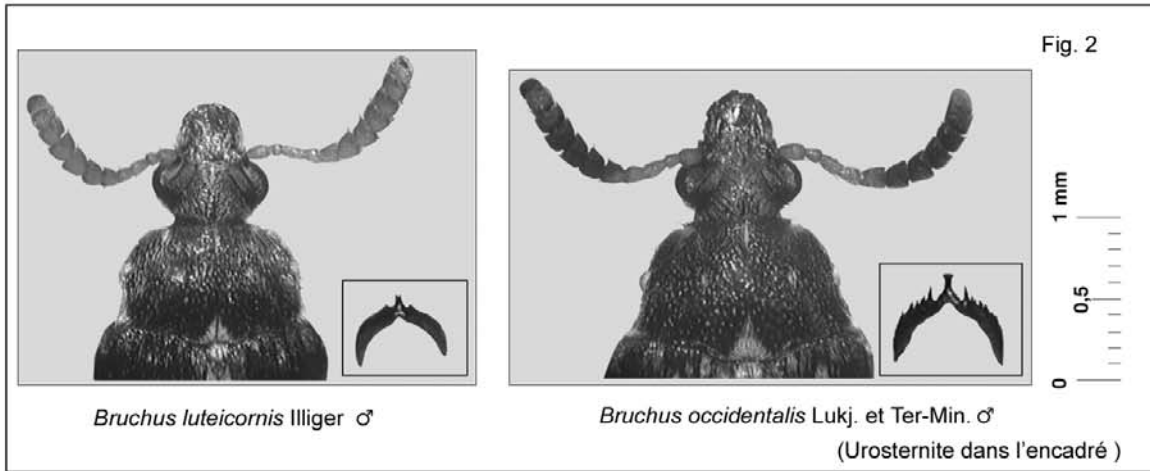 Fig. 2
1 mm
0,5
0
Bruchus luteicornis Illiger ♂
Bruchus occidentalis Lukj. et Ter-Min. ♂
(Urosternite dans l'encadré )